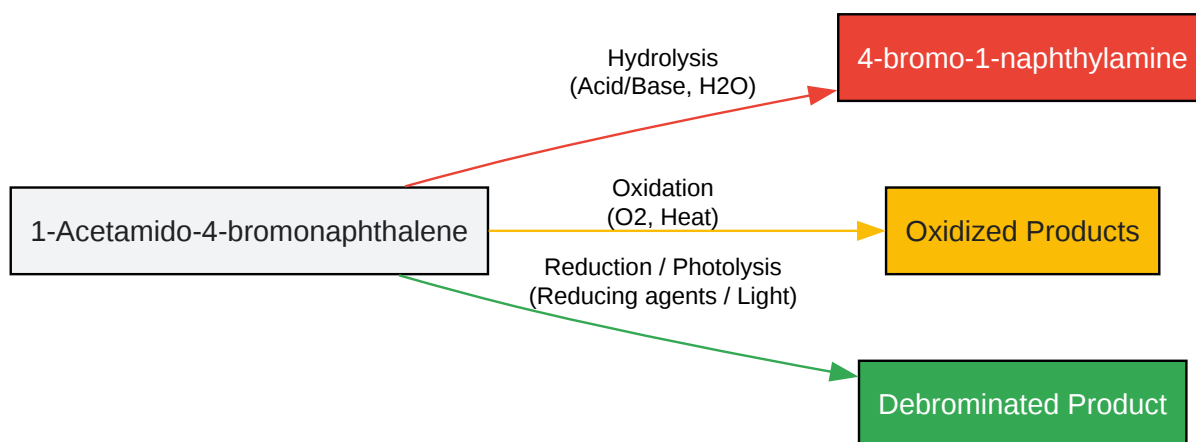 4-bromo-1-naphthylamine
Hydrolysis
(Acid/Base, H2O)
1-Acetamido-4-bromonaphthalene
Oxidation
(O2, Heat)
Oxidized Products
Reduction / Photolysis
(Reducing agents / Light)
Debrominated Product